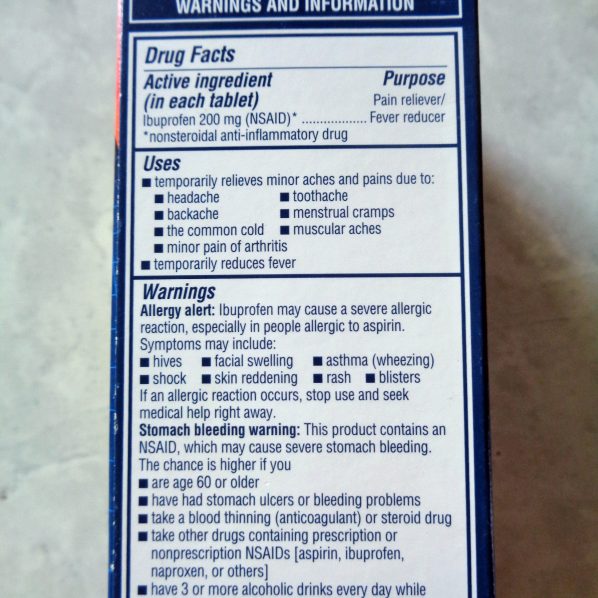 WARNINGS AND INFORMATION
Drug Facts
Active ingredient Purpose
(in each tablet) Pain reliever/
Ibuprofen 200 mg (NSAID)* .................. Fever reducer
*nonsteroidal anti-inflammatory drug
Uses
■ temporarily relieves minor aches and pains due to:
■ headache ■ toothache
■ backache ■ menstrual cramps
■ the common cold ■ muscular aches
■ minor pain of arthritis
■ temporarily reduces fever
Warnings
Allergy alert: Ibuprofen may cause a severe allergic
reaction, especially in people allergic to aspirin.
Symptoms may include:
■ hives ■ facial swelling ■ asthma (wheezing)
■ shock ■ skin reddening ■ rash ■ blisters
If an allergic reaction occurs, stop use and seek
medical help right away.
Stomach bleeding warning: This product contains an
NSAID, which may cause severe stomach bleeding.
The chance is higher if you
■ are age 60 or older
■ have had stomach ulcers or bleeding problems
■ take a blood thinning (anticoagulant) or steroid drug
■ take other drugs containing prescription or
nonprescription NSAIDs [aspirin, ibuprofen,
naproxen, or others]
■ have 3 or more alcoholic drinks every day while